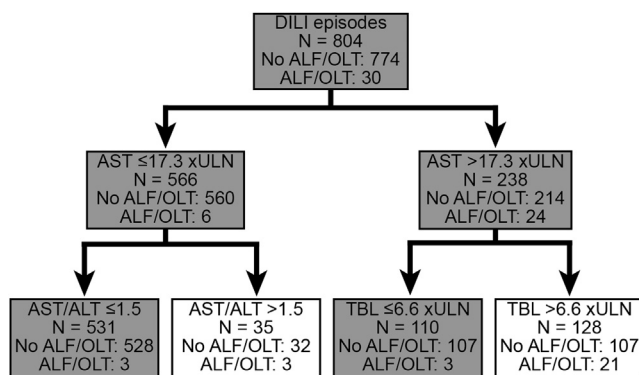 DILI episodes
N = 804
No ALF/OLT: 774
ALF/OLT: 30
AST ≤17.3 xULN
N = 566
No ALF/OLT: 560
ALF/OLT: 6
AST >17.3 xULN
N = 238
No ALF/OLT: 214
ALF/OLT: 24
AST/ALT ≤1.5
N = 531
No ALF/OLT: 528
ALF/OLT: 3
AST/ALT >1.5
N = 35
No ALF/OLT: 32
ALF/OLT: 3
TBL ≤6.6 xULN
N = 110
No ALF/OLT: 107
ALF/OLT: 3
TBL >6.6 xULN
N = 128
No ALF/OLT: 107
ALF/OLT: 21